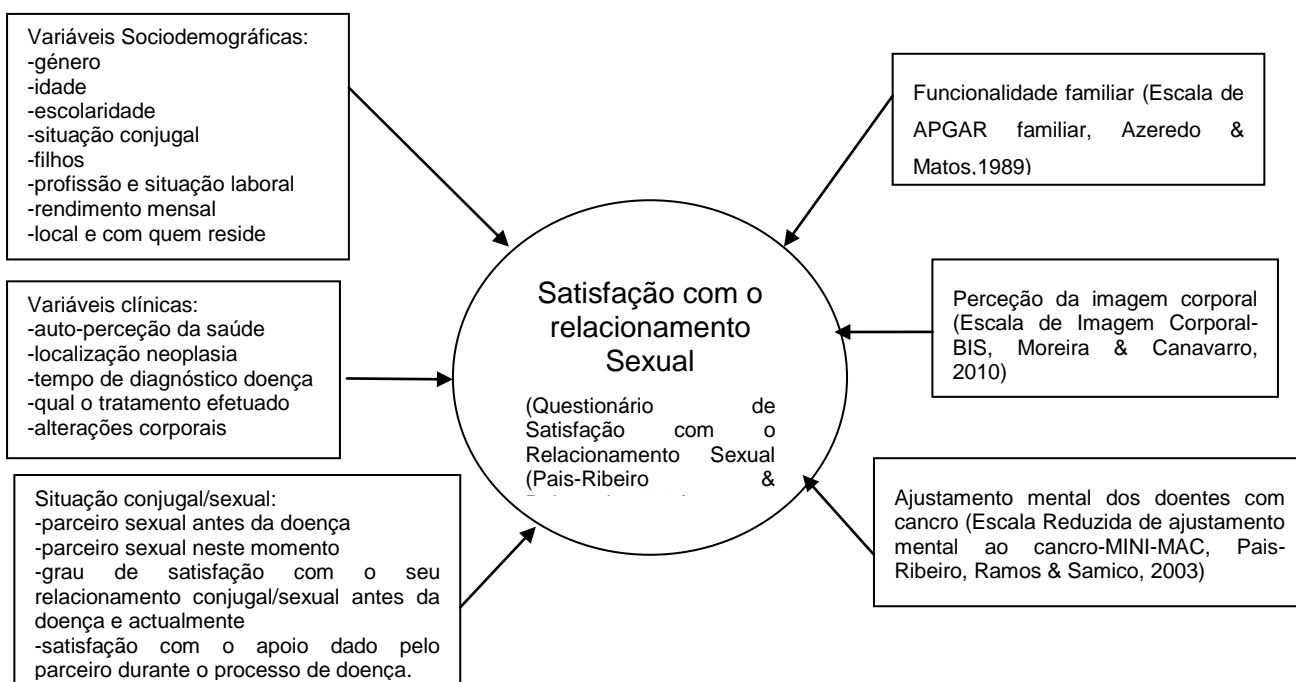 Variáveis Sociodemográficas:
-género
-idade
-escolaridade
-situação conjugal
-filhos
-profissão e situação laboral
-rendimento mensal
-local e com quem reside
Variáveis clínicas:
-auto-perceção da saúde
-localização neoplasia
-tempo de diagnóstico doença
-qual o tratamento efetuado
-alterações corporais
Situação conjugal/sexual:
-parceiro sexual antes da doença
-parceiro sexual neste momento
-grau de satisfação com o seu
relacionamento conjugal/sexual antes da
doença e actualmente
-satisfação com o apoio dado pelo
parceiro durante o processo de doença.
Satisfação com o
relacionamento
Sexual
(Questionário de
Satisfação com o
Relacionamento Sexual
(Pais-Ribeiro &
Funcionalidade familiar (Escala de
APGAR familiar, Azeredo &
Matos,1989)
Perceção da imagem corporal
(Escala de Imagem Corporal-
BIS, Moreira & Canavarro,
2010)
Ajustamento mental dos doentes com
cancro (Escala Reduzida de ajustamento
mental ao cancro-MINI-MAC, Pais-
Ribeiro, Ramos & Samico, 2003)